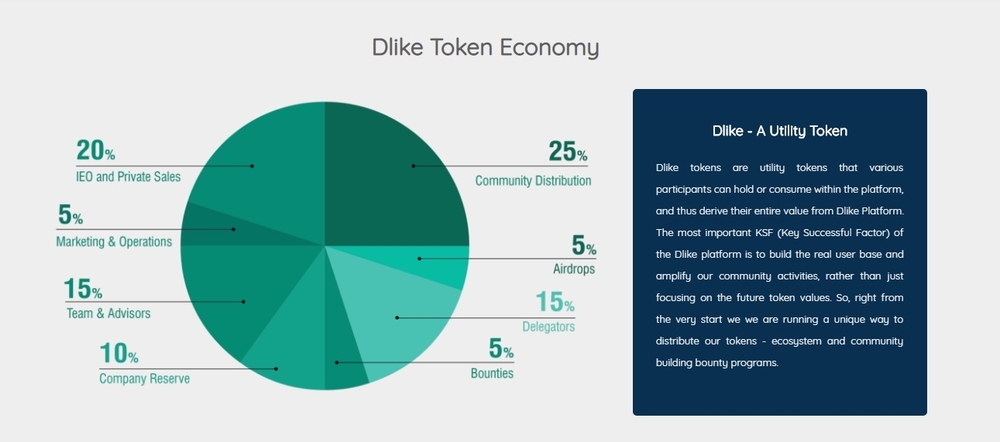 Dlike Token Economy
20%
IEO and Private Sales
5%
Marketing & Operations
15%
Team & Advisors
10%
Company Reserve
25%
Community Distribution
5%
Airdrops
15%
Delegators
5%
Bounties
Dlike - A Utility Token
Dlike tokens are utility tokens that various
participants can hold or consume within the platform,
and thus derive their entire value from Dlike Platform.
The most important KSF (Key Successful Factor) of
the Dlike platform is to build the real user base and
amplify our community activities, rather than just
focusing on the future token values. So, right from
the very start we we are running a unique way to
distribute our tokens - ecosystem and community
building bounty programs.